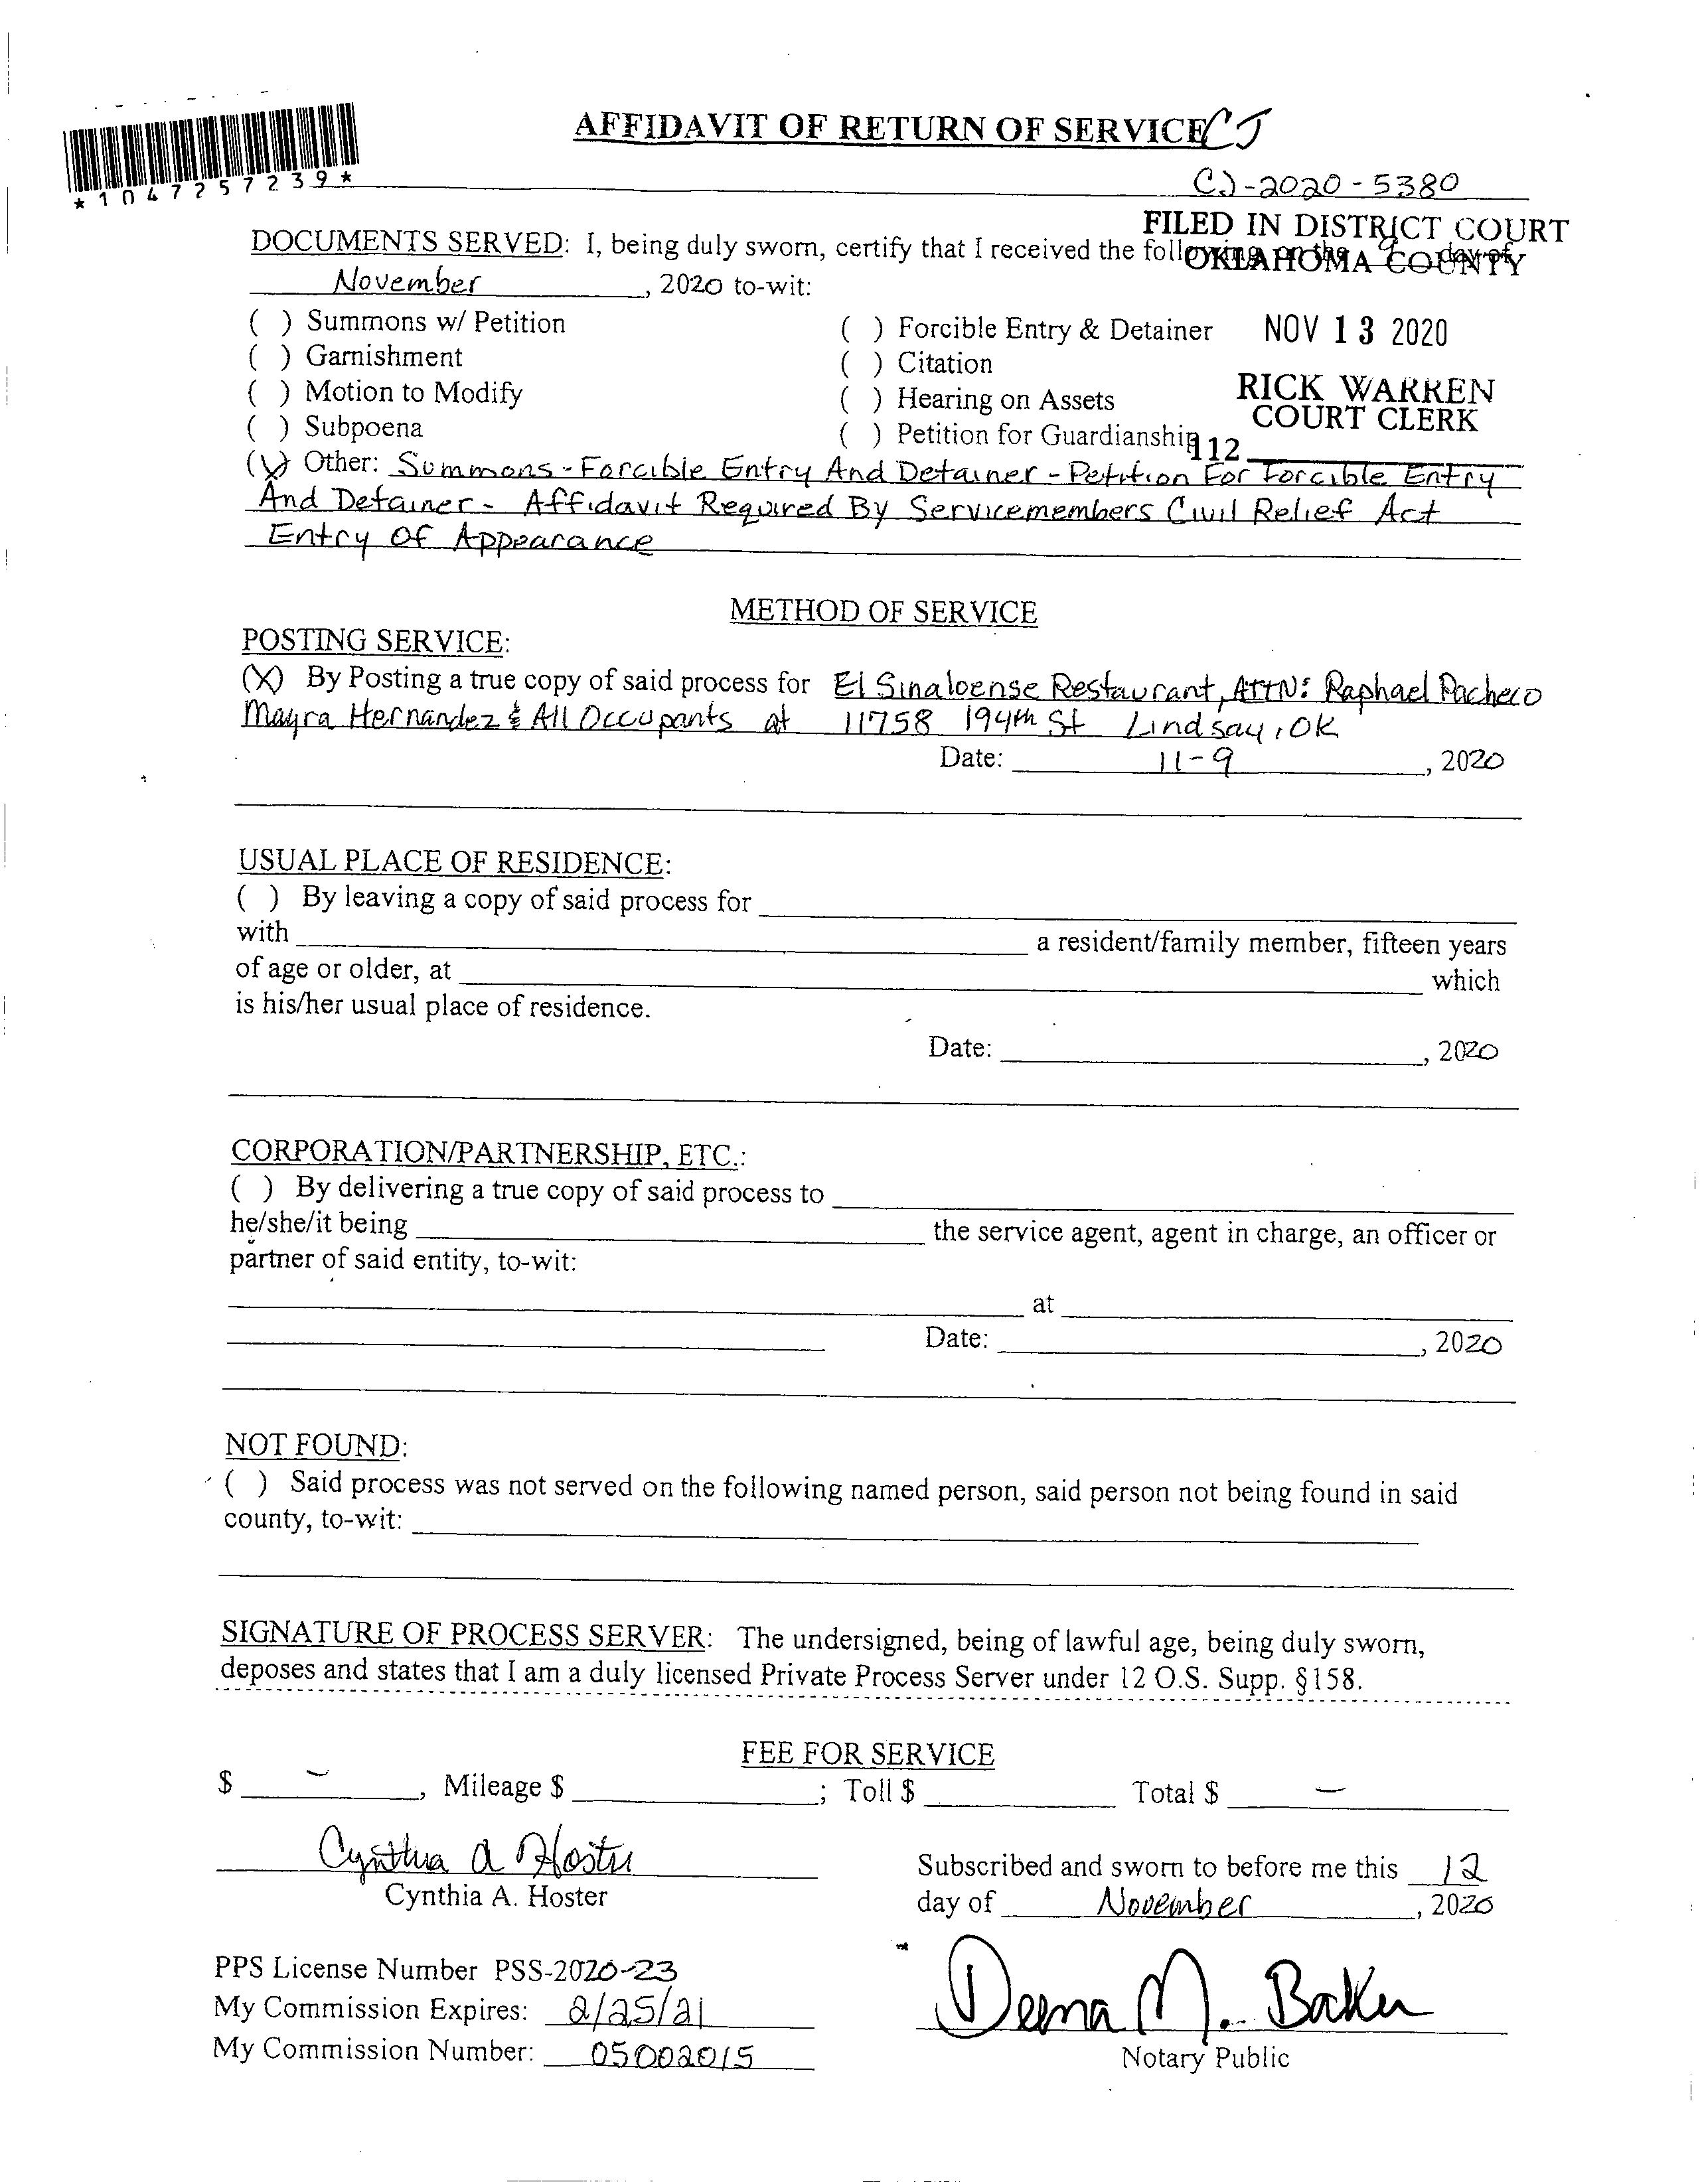 AFFIDAVIT OF RETURN OF SERVICE CJ
*1047257239*
CJ-2020-5380
FILED IN DISTRICT COURT
OKLAHOMA COUNTY
DOCUMENTS SERVED: I, being duly sworn, certify that I received the following on the 9 day of
November, 2020 to-wit:
( ) Summons w/ Petition
( ) Forcible Entry & Detainer
NOV 13 2020
( ) Garnishment
( ) Citation
( ) Motion to Modify
( ) Hearing on Assets
RICK WARREN
COURT CLERK
( ) Subpoena
( ) Petition for Guardianship
112
(X) Other: Summons - Forcible Entry And Detainer - Petition For Forcible Entry
And Detainer - Affidavit Required By Servicemembers Civil Relief Act
Entry Of Appearance
METHOD OF SERVICE
POSTING SERVICE:
(X) By Posting a true copy of said process for El Sinaloense Restaurant, ATTN: Raphael Pacheco
Mayra Hernandez & All Occupants at 11758 194th St Lindsay, OK
Date: 11-9, 2020
USUAL PLACE OF RESIDENCE:
( ) By leaving a copy of said process for
with a resident/family member, fifteen years
of age or older, at which
is his/her usual place of residence.
Date: , 2020
CORPORATION/PARTNERSHIP, ETC.:
( ) By delivering a true copy of said process to
he/she/it being the service agent, agent in charge, an officer or
partner of said entity, to-wit:
at
Date: , 2020
NOT FOUND:
( ) Said process was not served on the following named person, said person not being found in said
county, to-wit:
SIGNATURE OF PROCESS SERVER: The undersigned, being of lawful age, being duly sworn,
deposes and states that I am a duly licensed Private Process Server under 12 O.S. Supp. §158.
FEE FOR SERVICE
$ - , Mileage $ ; Toll $ Total $ -
Cynthia A Hoster
Cynthia A. Hoster
Subscribed and sworn to before me this 12
day of November, 2020
PPS License Number PSS-2020-23
My Commission Expires: 2/25/21
My Commission Number: 05002015
Deena M. Baker
Notary Public